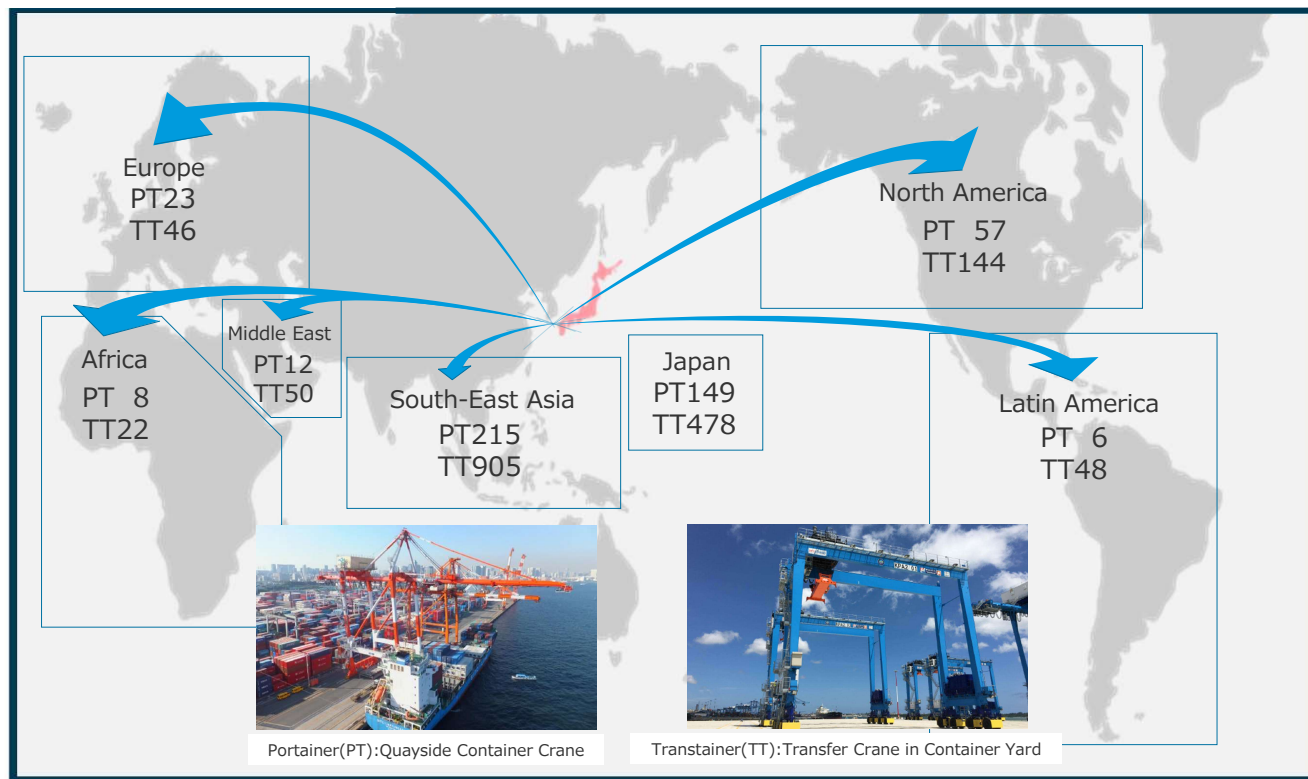 Europe
PT23
TT46
North America
PT 57
TT144
Africa
PT 8
TT22
Middle East
PT12
TT50
South-East Asia
PT215
TT905
Japan
PT149
TT478
Latin America
PT 6
TT48
Portainer(PT):Quayside Container Crane
Transtainer(TT):Transfer Crane in Container Yard